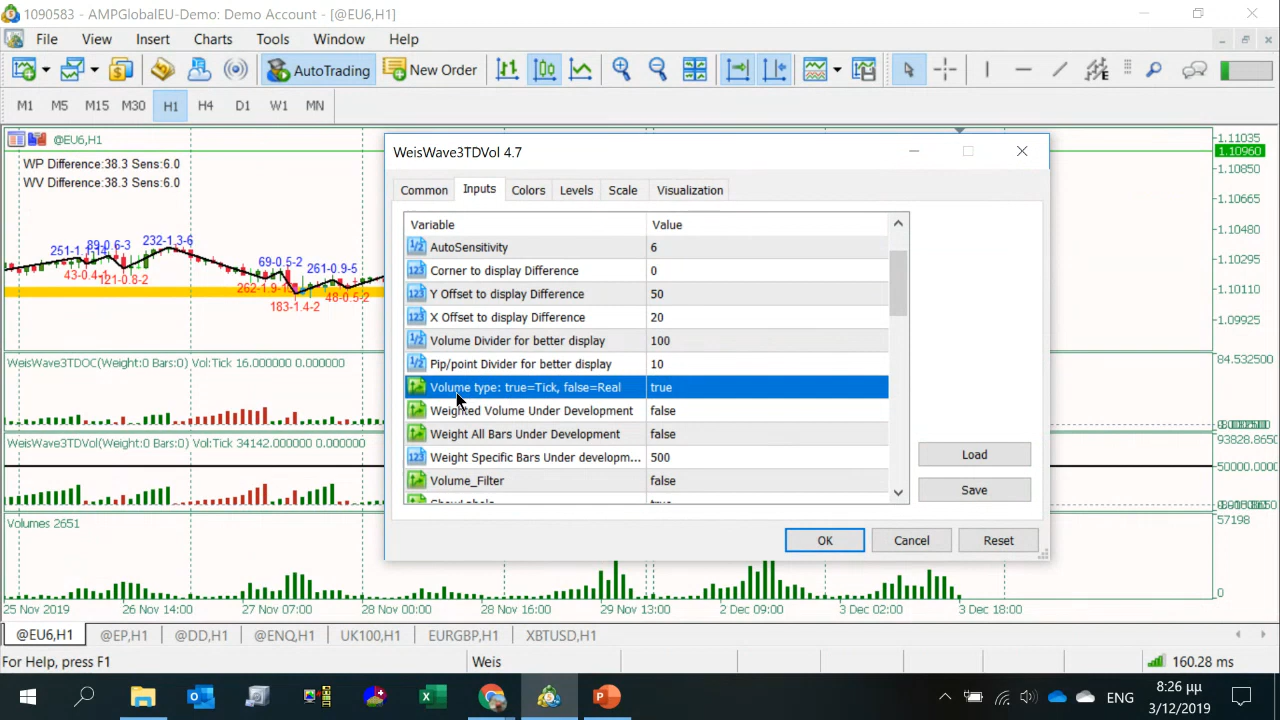 1090583 - AMPGlobalEU-Demo: Demo Account - [@EU6,H1]
File View Insert Charts Tools Window Help
AutoTrading New Order
M1 M5 M15 M30 H1 H4 D1 W1 MN
@EU6,H1
WP Difference:38.3 Sens:6.0
WV Difference:38.3 Sens:6.0
232-1.3-6
69-0.5-2
261-0.9-5
121-0.8-2
183-1.4-2
48-0.5-2
1.11035
1.10960
1.10850
1.10665
1.10480
1.10295
1.10110
1.09925
WeisWave3TDOC(Weight:0 Bars:0) Vol:Tick 16.000000 0.000000
84.532500
WeisWave3TDVol(Weight:0 Bars:0) Vol:Tick 34142.000000 0.000000
93828.8650
50000.0000
Volumes 2651
57198
0
25 Nov 2019 26 Nov 14:00 27 Nov 07:00 28 Nov 00:00 28 Nov 16:00 29 Nov 13:00 2 Dec 09:00 3 Dec 02:00 3 Dec 18:00
WeisWave3TDVol 4.7
Common Inputs Colors Levels Scale Visualization
Variable Value
AutoSensitivity 6
Corner to display Difference 0
Y Offset to display Difference 50
X Offset to display Difference 20
Volume Divider for better display 100
Pip/point Divider for better display 10
Volume type: true=Tick, false=Real true
Weighted Volume Under Development false
Weight All Bars Under Development false
Weight Specific Bars Under developm... 500
Volume_Filter false
Load
Save
OK Cancel Reset
@EU6,H1 @EP,H1 @DD,H1 @ENQ,H1 UK100,H1 EURGBP,H1 XBTUSD,H1
For Help, press F1 Weis 160.28 ms
ENG
8:26 μμ
3/12/2019